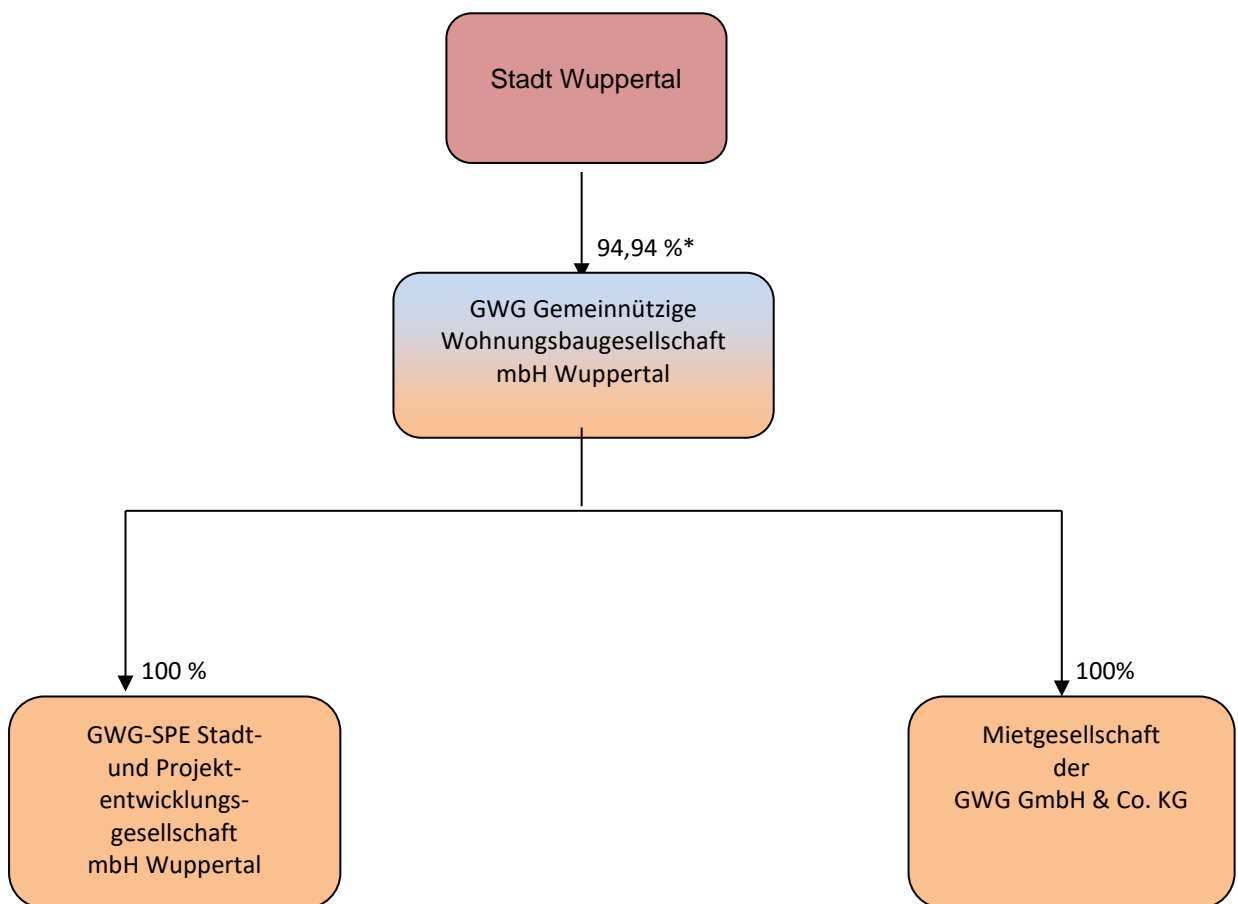 Stadt Wuppertal
94,94 %*
GWG Gemeinnützige
Wohnungsbaugesellschaft
mbH Wuppertal
100 %
100%
GWG-SPE Stadt-
und Projekt-
entwicklungs-
gesellschaft
mbH Wuppertal
Mietgesellschaft
der
GWG GmbH & Co. KG